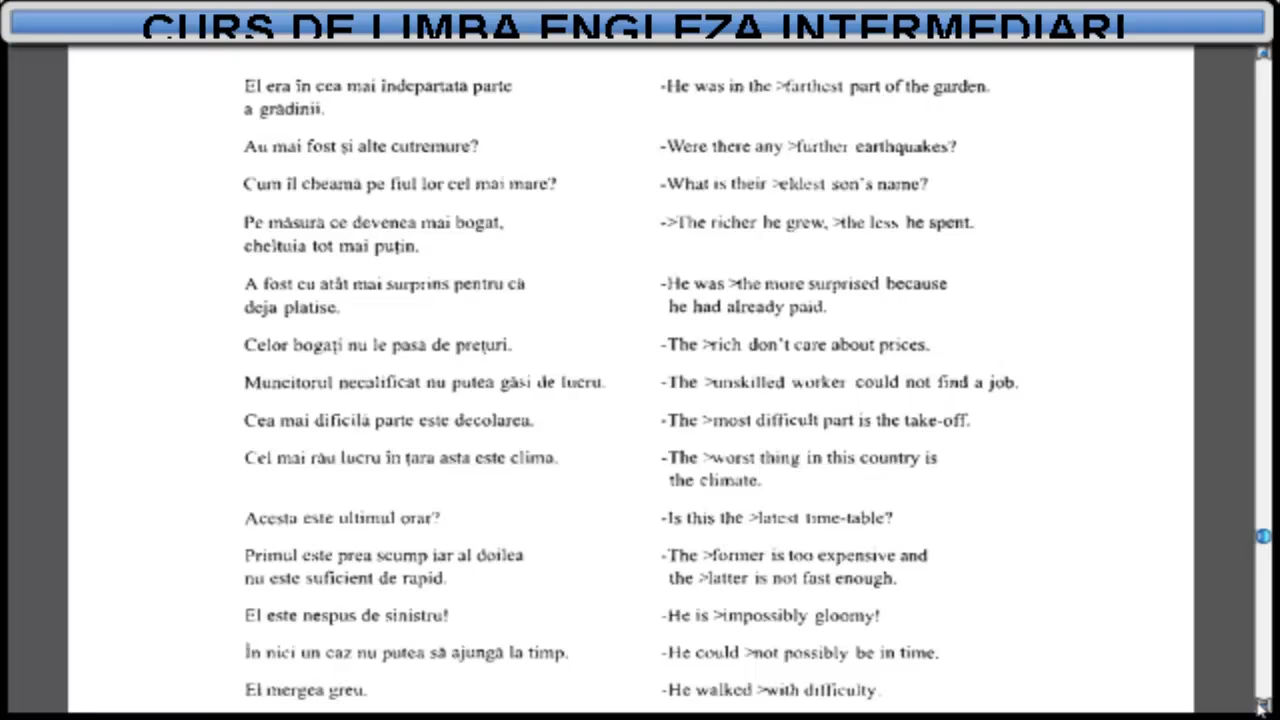 CURS DE LIMBA ENGLEZA INTERMEDIARI
El era în cea mai îndepărtată parte -He was in the >farthest part of the garden.
a grădinii.
Au mai fost și alte cutremure? -Were there any >further earthquakes?
Cum îl cheamă pe fiul lor cel mai mare? -What is their >eldest son's name?
Pe măsură ce devenea mai bogat, ->The richer he grew, >the less he spent.
cheltuia tot mai puțin.
A fost cu atât mai surprins pentru că -He was >the more surprised because
deja platise. he had already paid.
Celor bogați nu le pasă de prețuri. -The >rich don't care about prices.
Muncitorul necalificat nu putea găsi de lucru. -The >unskilled worker could not find a job.
Cea mai dificilă parte este decolarea. -The >most difficult part is the take-off.
Cel mai rău lucru în țara asta este clima. -The >worst thing in this country is
the climate.
Acesta este ultimul orar? -Is this the >latest time-table?
Primul este prea scump iar al doilea -The >former is too expensive and
nu este suficient de rapid. the >latter is not fast enough.
El este nespus de sinistru! -He is >impossibly gloomy!
În nici un caz nu putea să ajungă la timp. -He could >not possibly be in time.
El mergea greu. -He walked >with difficulty.